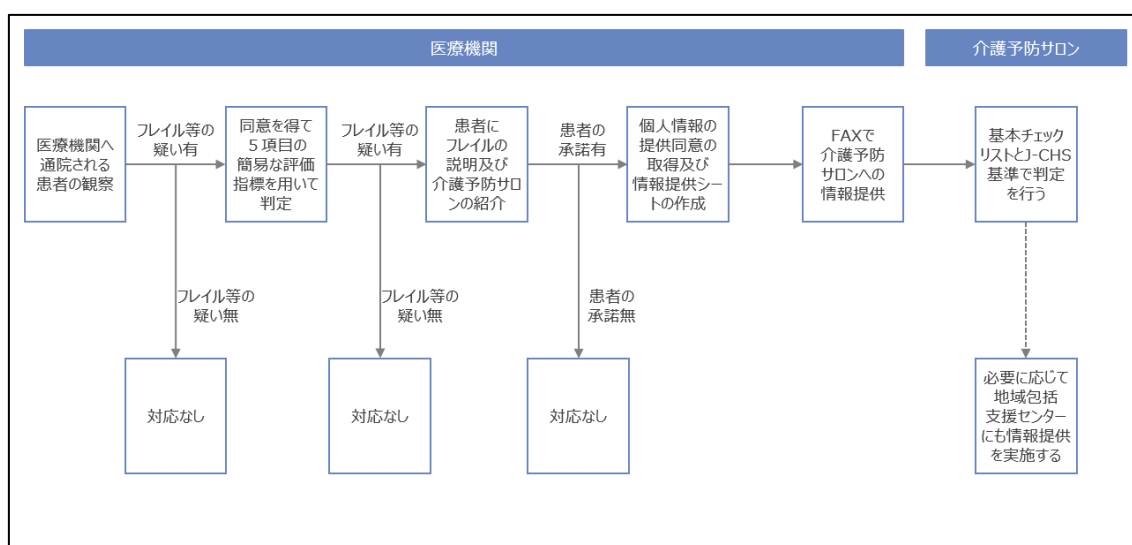 医療機関
介護予防サロン
医療機関へ
通院される
患者の観察
フレイル等の
疑い有
同意を得て
５項目の
簡易な評価
指標を用いて
判定
フレイル等の
疑い有
患者に
フレイルの
説明及び
介護予防サロ
ンの紹介
患者の
承諾有
個人情報の
提供同意の
取得及び
情報提供シー
トの作成
FAXで
介護予防
サロンへの
情報提供
基本チェック
リストとJ-CHS
基準で判定
を行う
フレイル等の
疑い無
フレイル等の
疑い無
患者の
承諾無
対応なし
対応なし
対応なし
必要に応じて
地域包括
支援センター
にも情報提供
を実施する